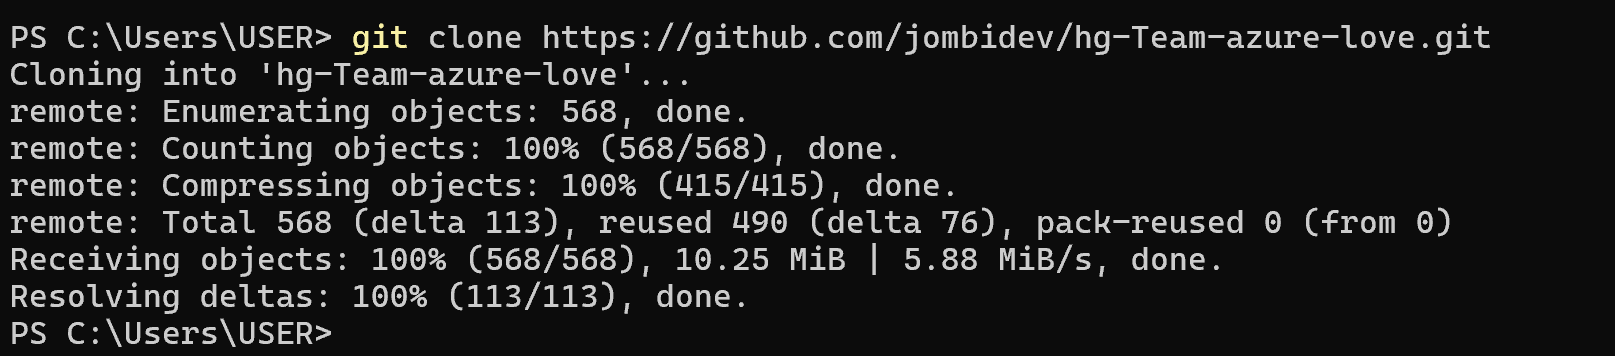 PS C:\Users\USER> git clone https://github.com/jombidev/hg-Team-azure-love.git
Cloning into 'hg-Team-azure-love'...
remote: Enumerating objects: 568, done.
remote: Counting objects: 100% (568/568), done.
remote: Compressing objects: 100% (415/415), done.
remote: Total 568 (delta 113), reused 490 (delta 76), pack-reused 0 (from 0)
Receiving objects: 100% (568/568), 10.25 MiB | 5.88 MiB/s, done.
Resolving deltas: 100% (113/113), done.
PS C:\Users\USER>